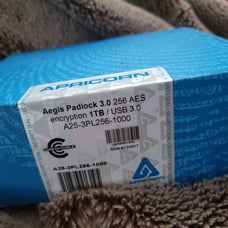 APRICORN
Aegis Padlock 3.0 256 AES
encryption 1TB / USB 3.0
A25-3PL256-1000
A25-3PL256-1000